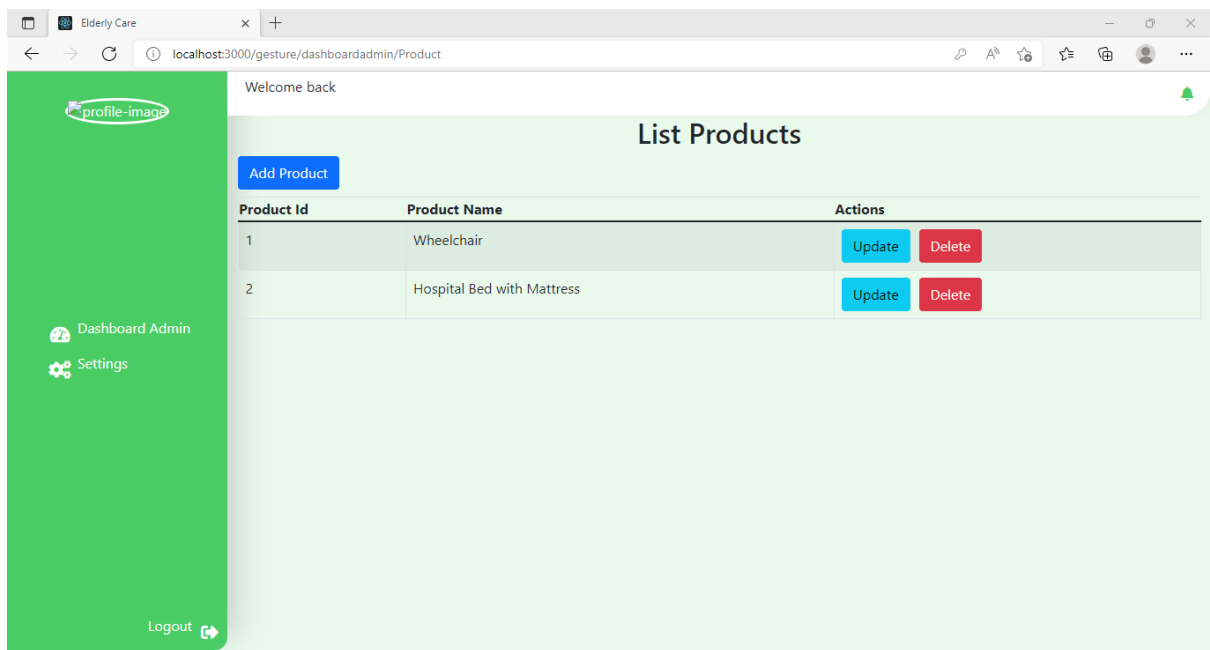 Elderly Care
localhost:3000/gesture/dashboardadmin/Product
profile-image
Welcome back
List Products
Add Product
Product Id Product Name Actions
1 Wheelchair Update Delete
2 Hospital Bed with Mattress Update Delete
Dashboard Admin
Settings
Logout